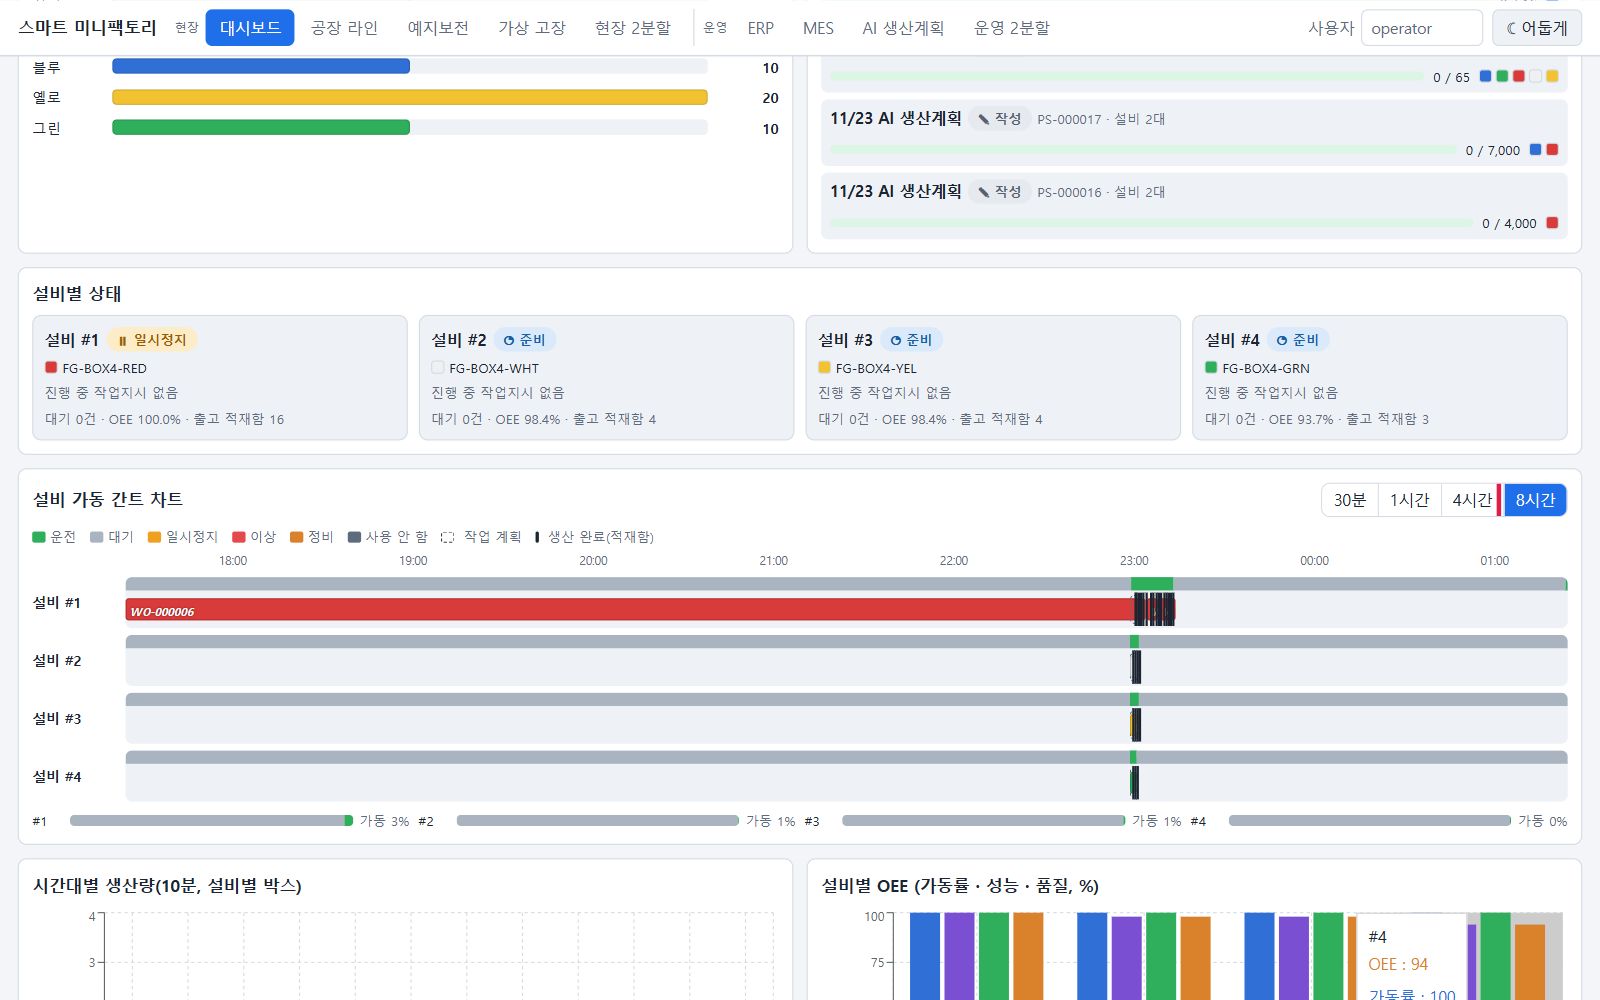 스마트 미니팩토리 현장 대시보드 공장 라인 예지보전 가상 고장 현장 2분할 운영 ERP MES AI 생산계획 운영 2분할 사용자 operator ☾ 어둡게
블루 10
옐로 20
그린 10
0 / 65
11/23 AI 생산계획 작성 PS-000017 · 설비 2대
0 / 7,000
11/23 AI 생산계획 작성 PS-000016 · 설비 2대
0 / 4,000
설비별 상태
설비 #1 일시정지
FG-BOX4-RED
진행 중 작업지시 없음
대기 0건 · OEE 100.0% · 출고 적재함 16
설비 #2 준비
FG-BOX4-WHT
진행 중 작업지시 없음
대기 0건 · OEE 98.4% · 출고 적재함 4
설비 #3 준비
FG-BOX4-YEL
진행 중 작업지시 없음
대기 0건 · OEE 98.4% · 출고 적재함 4
설비 #4 준비
FG-BOX4-GRN
진행 중 작업지시 없음
대기 0건 · OEE 93.7% · 출고 적재함 3
설비 가동 간트 차트
30분 1시간 4시간 8시간
운전 대기 일시정지 이상 정비 사용 안 함 작업 계획 생산 완료(적재함)
18:00 19:00 20:00 21:00 22:00 23:00 00:00 01:00
설비 #1
WO-000006
설비 #2
설비 #3
설비 #4
#1 가동 3% #2 가동 1% #3 가동 1% #4 가동 0%
시간대별 생산량(10분, 설비별 박스)
4
3
설비별 OEE (가동률 · 성능 · 품질, %)
100
75
#4
OEE : 94
가동률 : 100